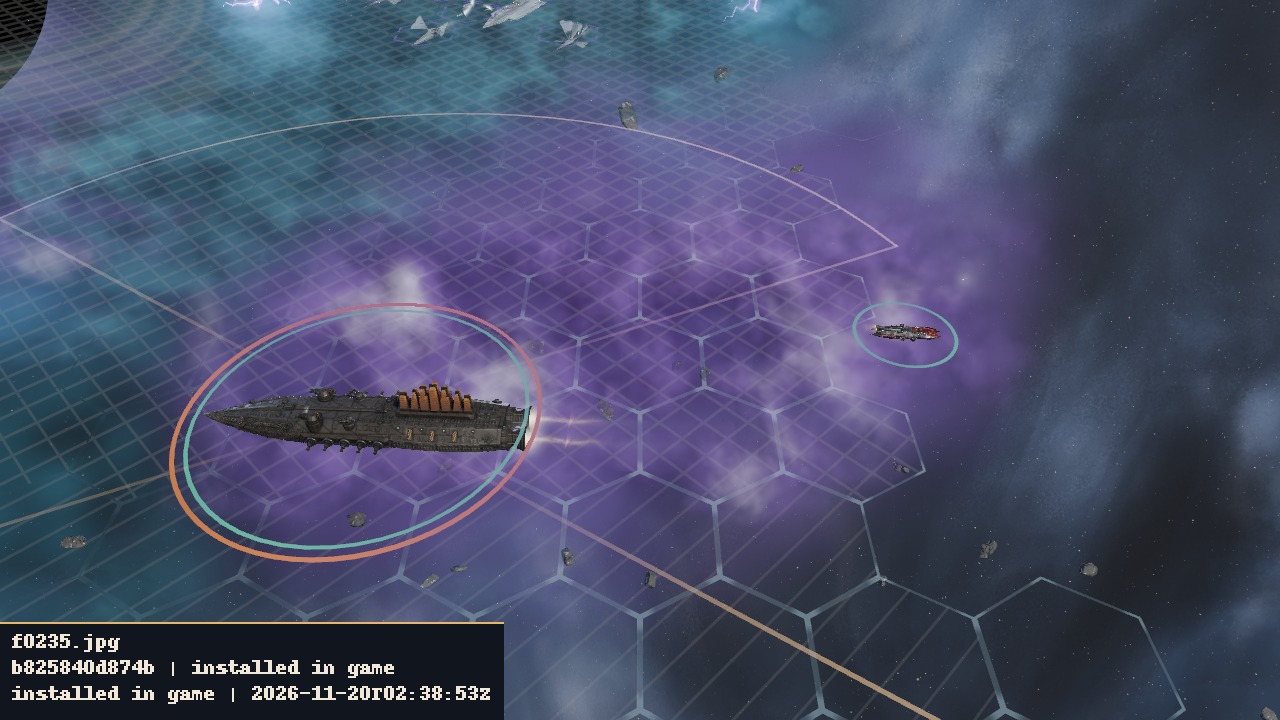 f0235.jpg
b825840d874b | installed in game
installed in game | 2026-11-20T02:38:53Z